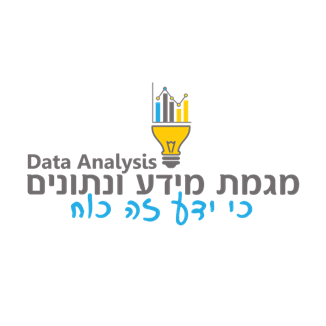 Data Analysis
מגמת מידע ונתונים
כי ידע זה כוח